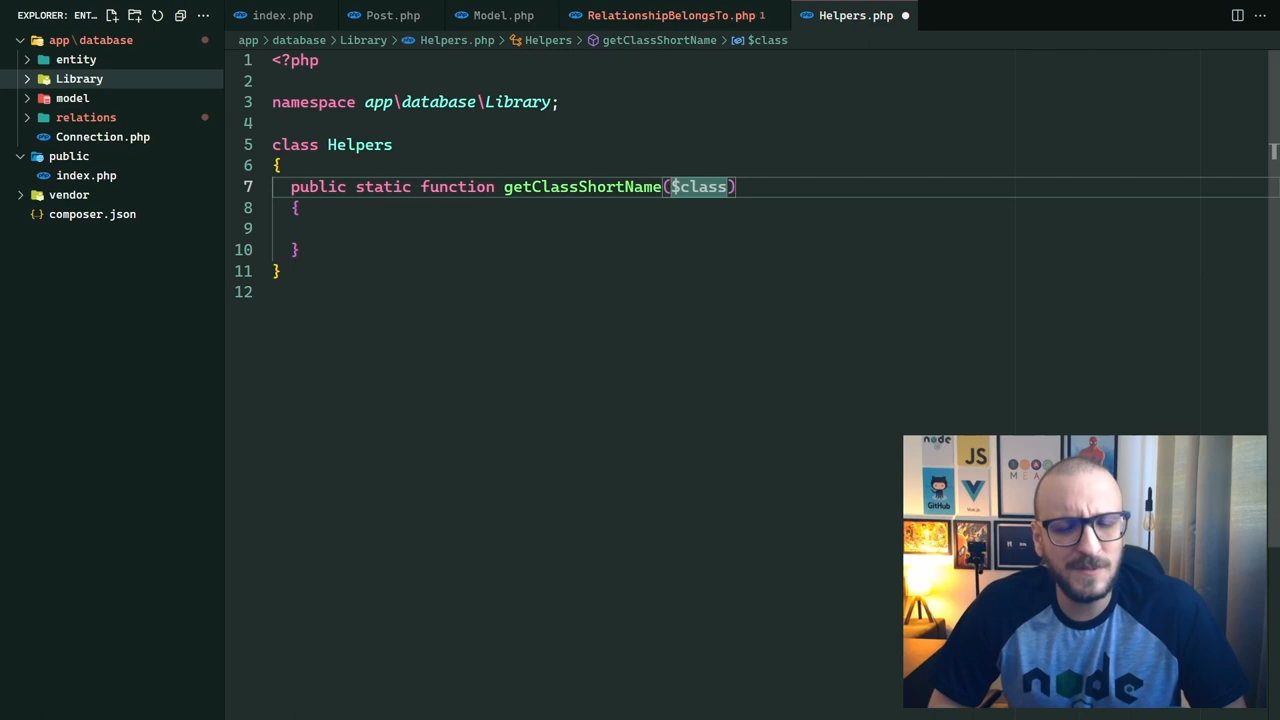 EXPLORER: ENT...
index.php
Post.php
Model.php
RelationshipBelongsTo.php 1
Helpers.php
app\database
entity
Library
model
relations
Connection.php
public
index.php
vendor
composer.json
app > database > Library > Helpers.php > Helpers > getClassShortName > $class
1 <?php
2
3 namespace app\database\Library;
4
5 class Helpers
6 {
7 public static function getClassShortName($class)
8 {
9
10 }
11 }
12
node
JS
GitHub
Vue.js
M E A
node